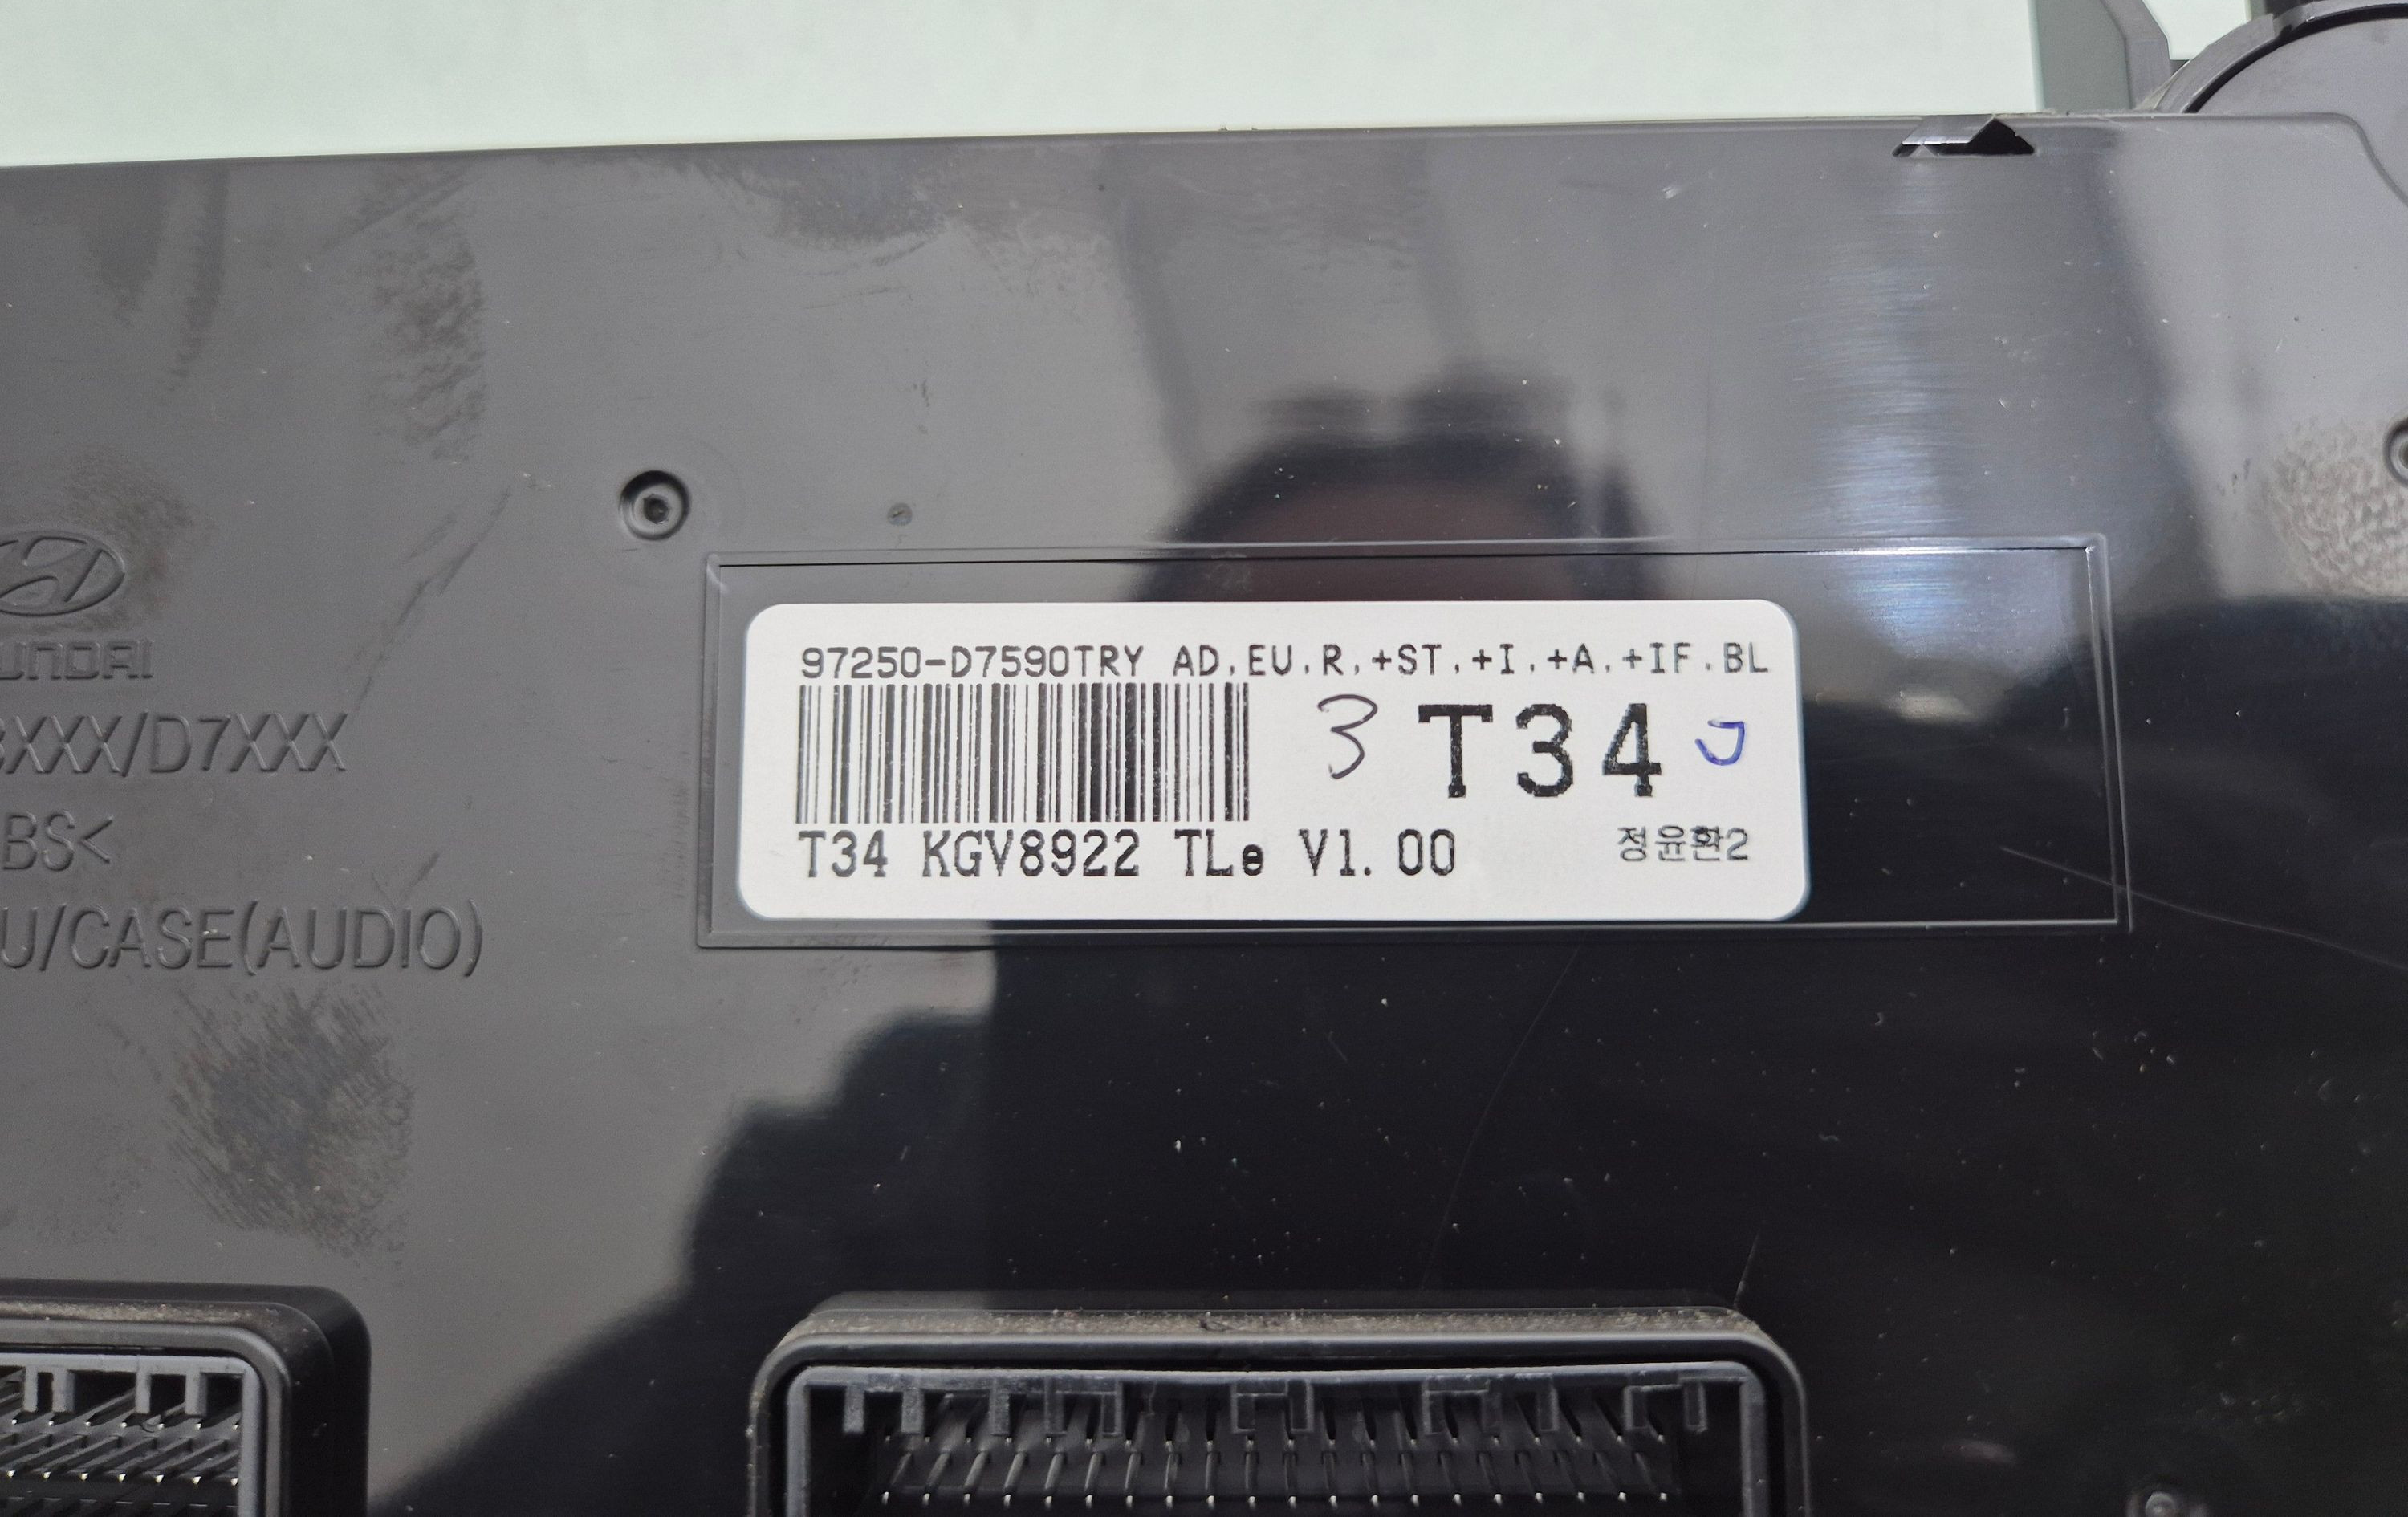 97250-D7590TRY AD,EU,R,+ST,+I,+A,+IF,BL
3 T34
T34 KGV8922 TLe V1.00 정윤환2
XXX/D7XXX
BS<
U/CASE(AUDIO)